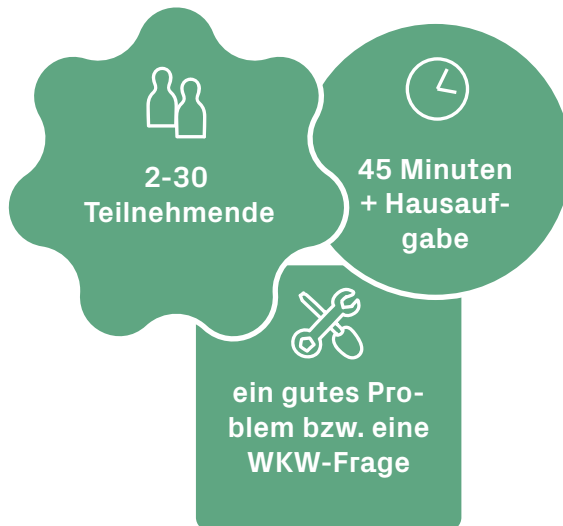 2-30
Teilnehmende
45 Minuten
+ Hausauf-
gabe
ein gutes Pro-
blem bzw. eine
WKW-Frage